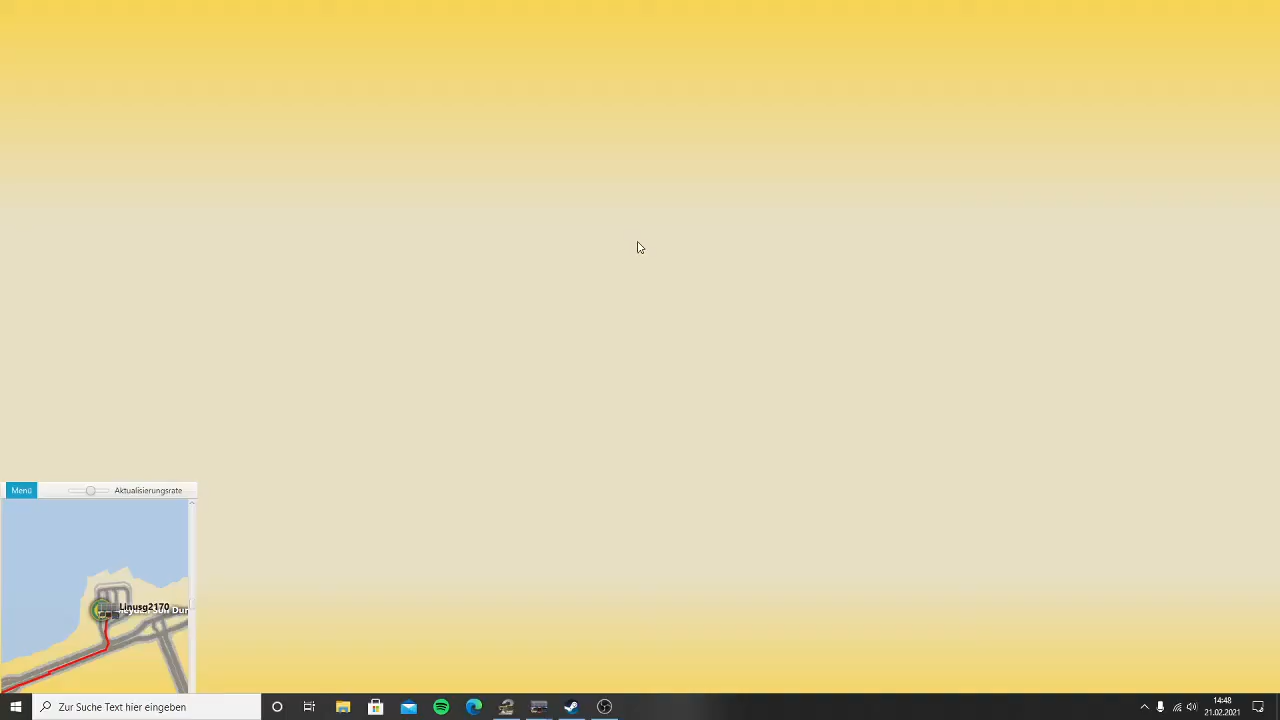 Menü
Aktualisierungsrate
Linusg2170
Zur Suche Text hier eingeben
14:48
21.02.2021